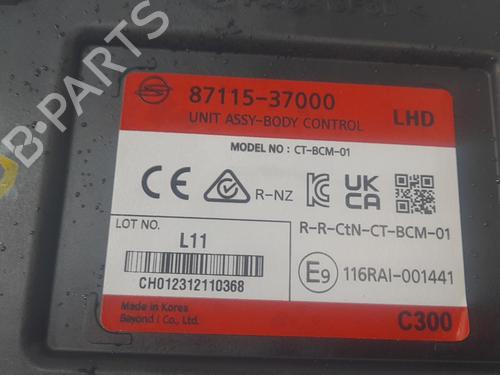 87115-37000
UNIT ASSY-BODY CONTROL
LHD
MODEL NO : CT-BCM-01
CE
R-NZ
UK
CA
R-R-CtN-CT-BCM-01
LOT NO.
L11
CH012312110368
E9
116RAI-001441
Made in Korea
Beyond i Co., Ltd.
C300
B-PARTS